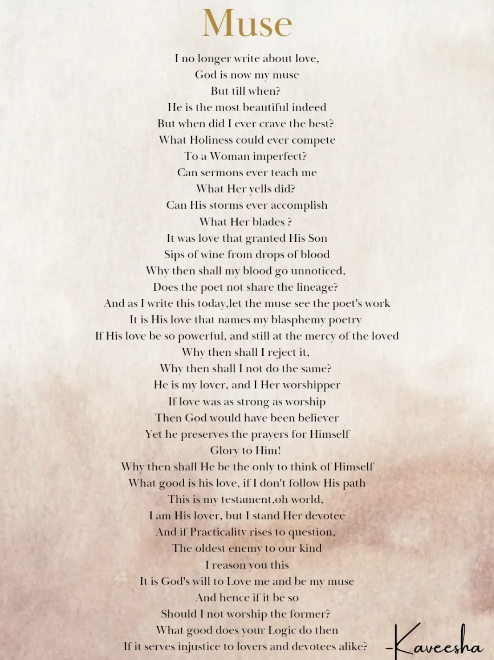 Muse
I no longer write about love,
God is now my muse
But till when?
He is the most beautiful indeed
But when did I ever crave the best?
What Holiness could ever compete
To a Woman imperfect?
Can sermons ever teach me
What Her yells did?
Can His storms ever accomplish
What Her blades ?
It was love that granted His Son
Sips of wine from drops of blood
Why then shall my blood go unnoticed,
Does the poet not share the lineage?
And as I write this today,let the muse see the poet's work
It is His love that names my blasphemy poetry
If His love be so powerful, and still at the mercy of the loved
Why then shall I reject it,
Why then shall I not do the same?
He is my lover, and I Her worshipper
If love was as strong as worship
Then God would have been believer
Yet he preserves the prayers for Himself
Glory to Him!
Why then shall He be the only to think of Himself
What good is his love, if I don't follow His path
This is my testament,oh world,
I am His lover, but I stand Her devotee
And if Practicality rises to question,
The oldest enemy to our kind
I reason you this
It is God's will to Love me and be my muse
And hence if it be so
Should I not worship the former?
What good does your Logic do then
If it serves injustice to lovers and devotees alike?
-Kaveesha